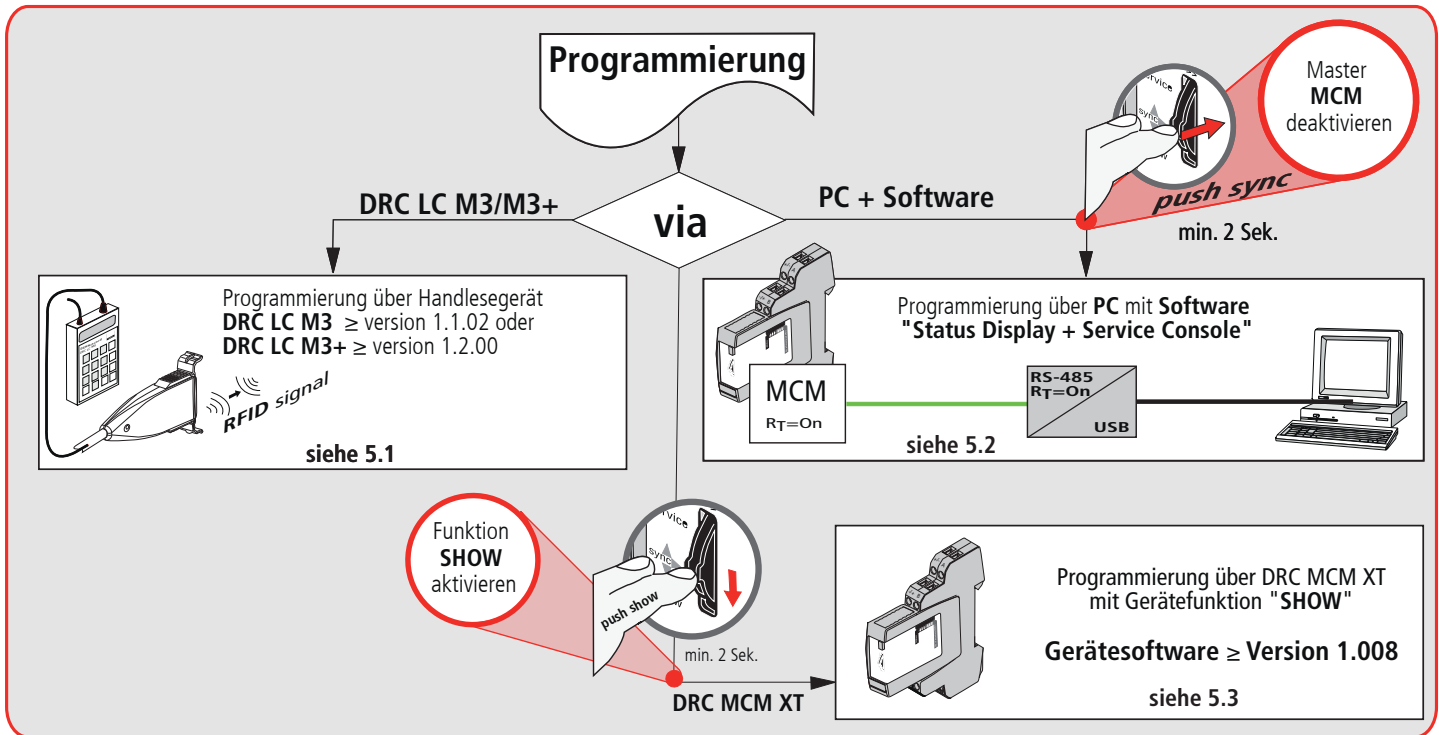 Programmierung
via
DRC LC M3/M3+
PC + Software
Master
MCM
deaktivieren
push sync
min. 2 Sek.
Programmierung über Handlesegerät
DRC LC M3 ≥ version 1.1.02 oder
DRC LC M3+ ≥ version 1.2.00
RFID signal
siehe 5.1
Programmierung über PC mit Software
"Status Display + Service Console"
MCM
RT=On
RS-485
RT=On
USB
siehe 5.2
Funktion
SHOW
aktivieren
push show
sync
min. 2 Sek.
DRC MCM XT
Programmierung über DRC MCM XT
mit Gerätefunktion "SHOW"
Gerätesoftware ≥ Version 1.008
siehe 5.3